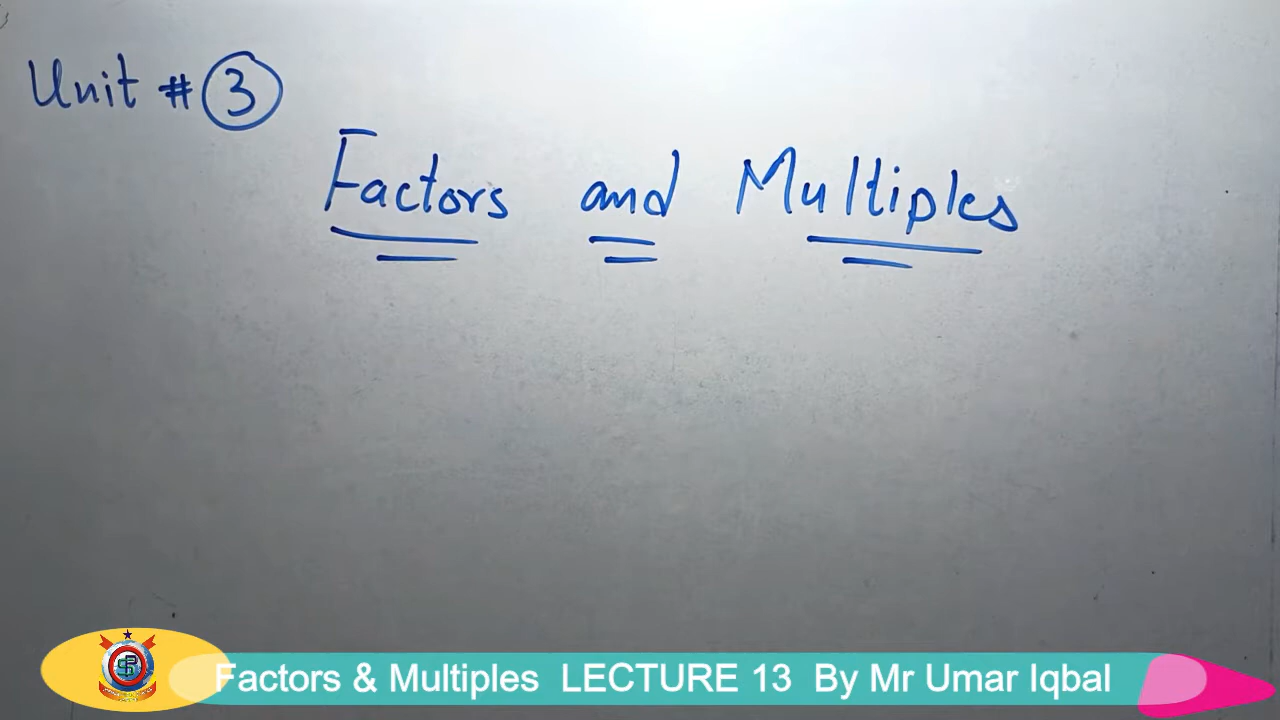 Unit # 3
Factors and Multiples
Factors & Multiples LECTURE 13 By Mr Umar Iqbal